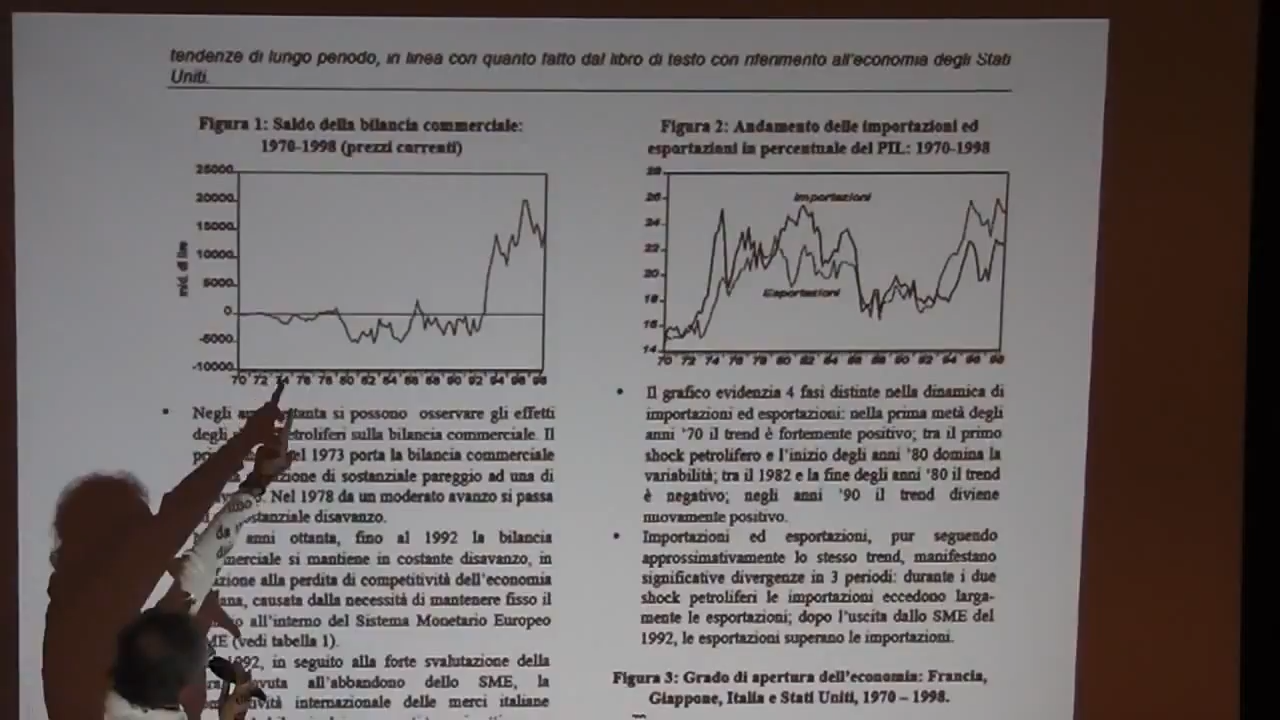 tendenze di lungo periodo, in linea con quanto fatto dal libro di testo con riferimento all'economia degli Stati
Uniti.
Figura 1: Saldo della bilancia commerciale:
1970-1998 (prezzi correnti)
25000
20000
15000
10000
5000
0
-5000
-10000
mld. di lire
70 72 74 76 78 80 82 84 86 88 90 92 94 96 98
Negli ottanta si possono osservare gli effetti
degli petroliferi sulla bilancia commerciale. Il
del 1973 porta la bilancia commerciale
di sostanziale pareggio ad una di
Nel 1978 da un moderato avanzo si passa
sostanziale disavanzo.
anni ottanta, fino al 1992 la bilancia
si mantiene in costante disavanzo, in
alla perdita di competitività dell'economia
causata dalla necessità di mantenere fisso il
all'interno del Sistema Monetario Europeo
(vedi tabella 1).
1992, in seguito alla forte svalutazione della
all'abbandono dello SME, la
internazionale delle merci italiane
Figura 2: Andamento delle importazioni ed
esportazioni in percentuale del PIL: 1970-1998
28
26
24
22
20
18
16
14
Importazioni
Esportazioni
70 72 74 76 78 80 82 84 86 88 90 92 94 96 98
• Il grafico evidenzia 4 fasi distinte nella dinamica di
importazioni ed esportazioni: nella prima metà degli
anni '70 il trend è fortemente positivo; tra il primo
shock petrolifero e l'inizio degli anni '80 domina la
variabilità; tra il 1982 e la fine degli anni '80 il trend
è negativo; negli anni '90 il trend diviene
nuovamente positivo.
• Importazioni ed esportazioni, pur seguendo
approssimativamente lo stesso trend, manifestano
significative divergenze in 3 periodi: durante i due
shock petroliferi le importazioni eccedono larga-
mente le esportazioni; dopo l'uscita dallo SME del
1992, le esportazioni superano le importazioni.
Figura 3: Grado di apertura dell'economia: Francia,
Giappone, Italia e Stati Uniti, 1970 – 1998.